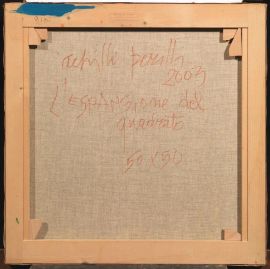 achille perilli
2003
L'espansione del
quadrato
50 x 50